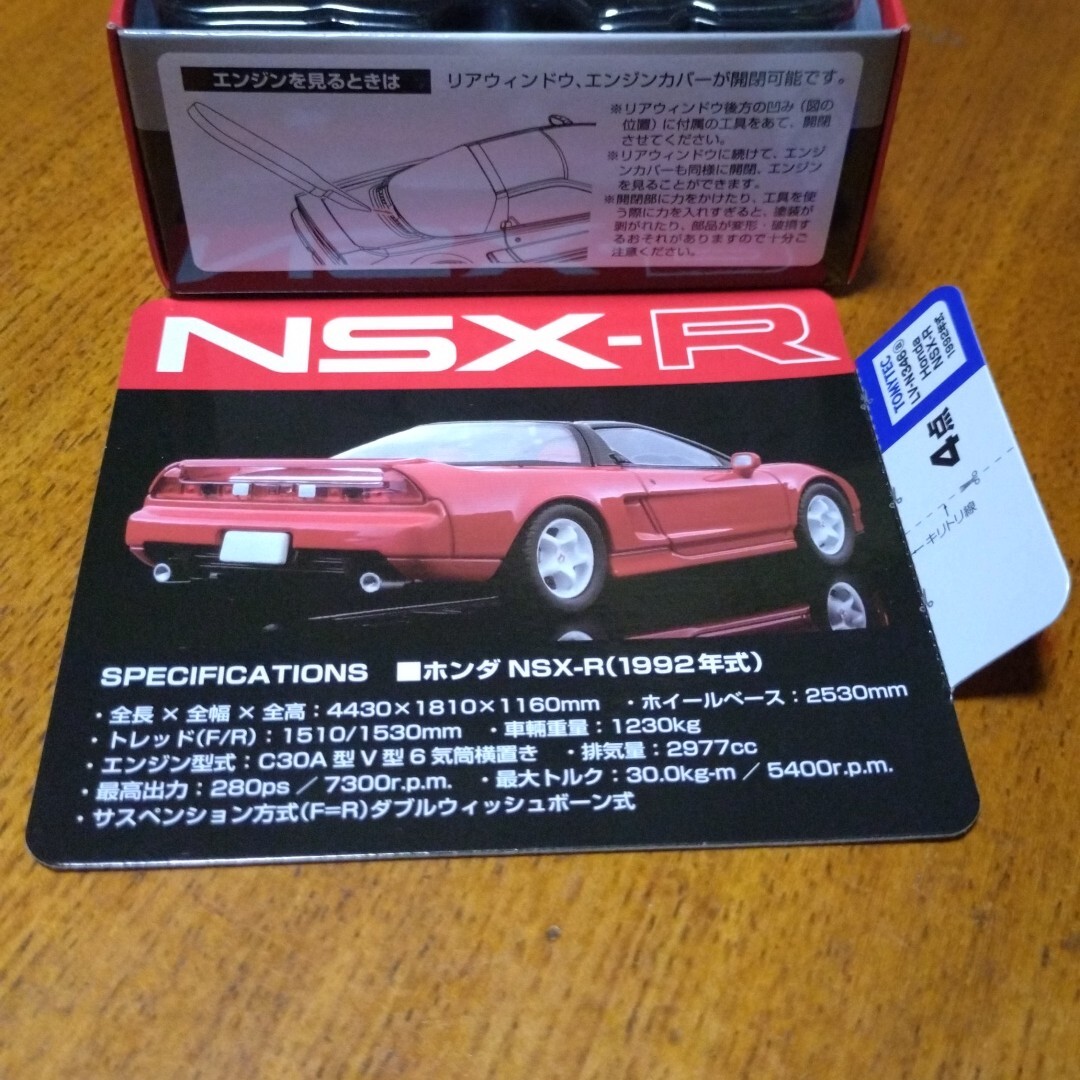 エンジンを見るときは
リアウィンドウ、エンジンカバーが開閉可能です。
※リアウィンドウ後方の凹み（図の
位置）に付属の工具をあて、開閉
させてください。
※リアウィンドウに続けて、エンジ
ンカバーも同様に開閉、エンジン
を見ることができます。
※開閉部に力をかけたり、工具を使
う際に力を入れすぎると、塗装が
剥がれたり、部品が変形・破損す
るおそれがありますので十分ご
注意ください。
NSX-R
TOMYTEC
LV-N346ⓑ
Honda
NSX-R
1992年式
4点
キリトリ線
SPECIFICATIONS ■ホンダ NSX-R(1992年式)
・全長×全幅×全高：4430×1810×1160mm ・ホイールベース：2530mm
・トレッド(F/R)：1510/1530mm ・車輛重量：1230kg
・エンジン型式：C30A型V型6気筒横置き ・排気量：2977cc
・最高出力：280ps／7300r.p.m. ・最大トルク：30.0kg-m／5400r.p.m.
・サスペンション方式(F=R)ダブルウィッシュボーン式